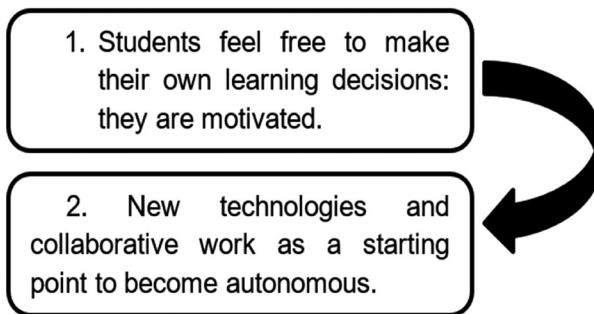 1. Students feel free to make
their own learning decisions:
they are motivated.
2. New technologies and
collaborative work as a starting
point to become autonomous.